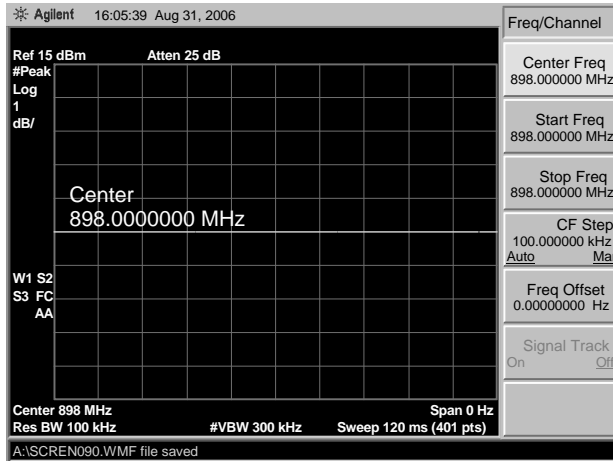 Agilent 16:05:39 Aug 31, 2006
Ref 15 dBm Atten 25 dB
#Peak
Log
1
dB/
Center
898.0000000 MHz
W1 S2
S3 FC
AA
Center 898 MHz Span 0 Hz
Res BW 100 kHz #VBW 300 kHz Sweep 120 ms (401 pts)
A:\SCREN090.WMF file saved
Freq/Channel
Center Freq
898.000000 MHz
Start Freq
898.000000 MHz
Stop Freq
898.000000 MHz
CF Step
100.000000 kHz
Auto Ma
Freq Offset
0.00000000 Hz
Signal Track
On Off